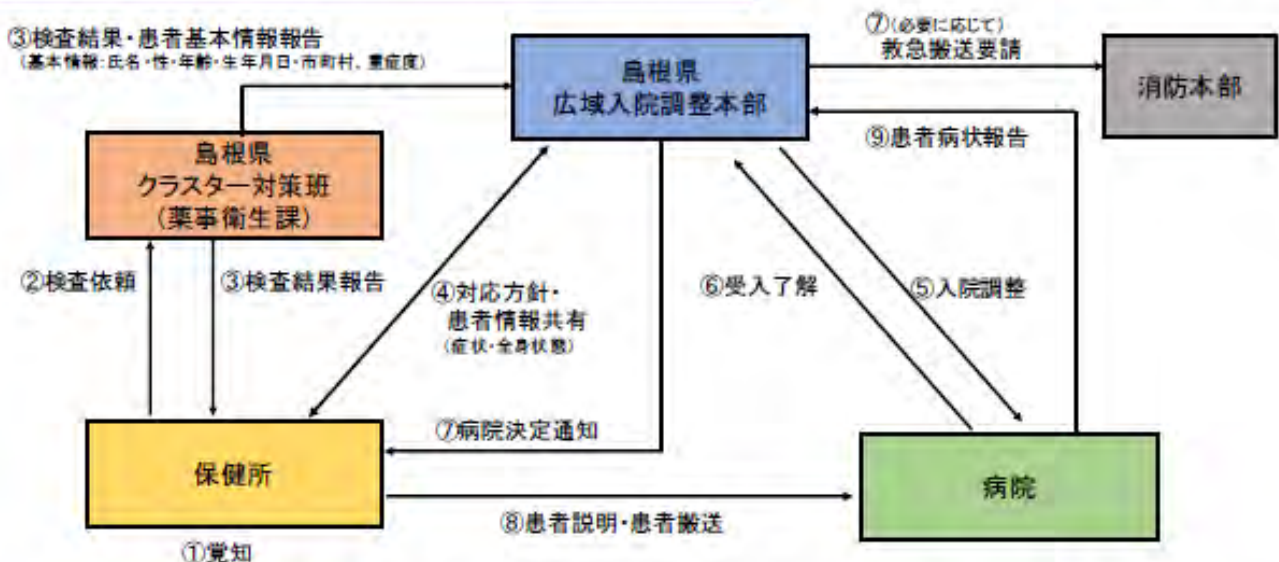 ③検査結果・患者基本情報報告
（基本情報:氏名・性・年齢・生年月日・市町村、重症度）
⑦(必要に応じて)
救急搬送要請
島根県
広域入院調整本部
消防本部
⑨患者病状報告
島根県
クラスター対策班
(薬事衛生課)
②検査依頼
③検査結果報告
④対応方針・
患者情報共有
(症状・全身状態)
⑥受入了解
⑤入院調整
⑦病院決定通知
保健所
病院
⑧患者説明・患者搬送
①覚知